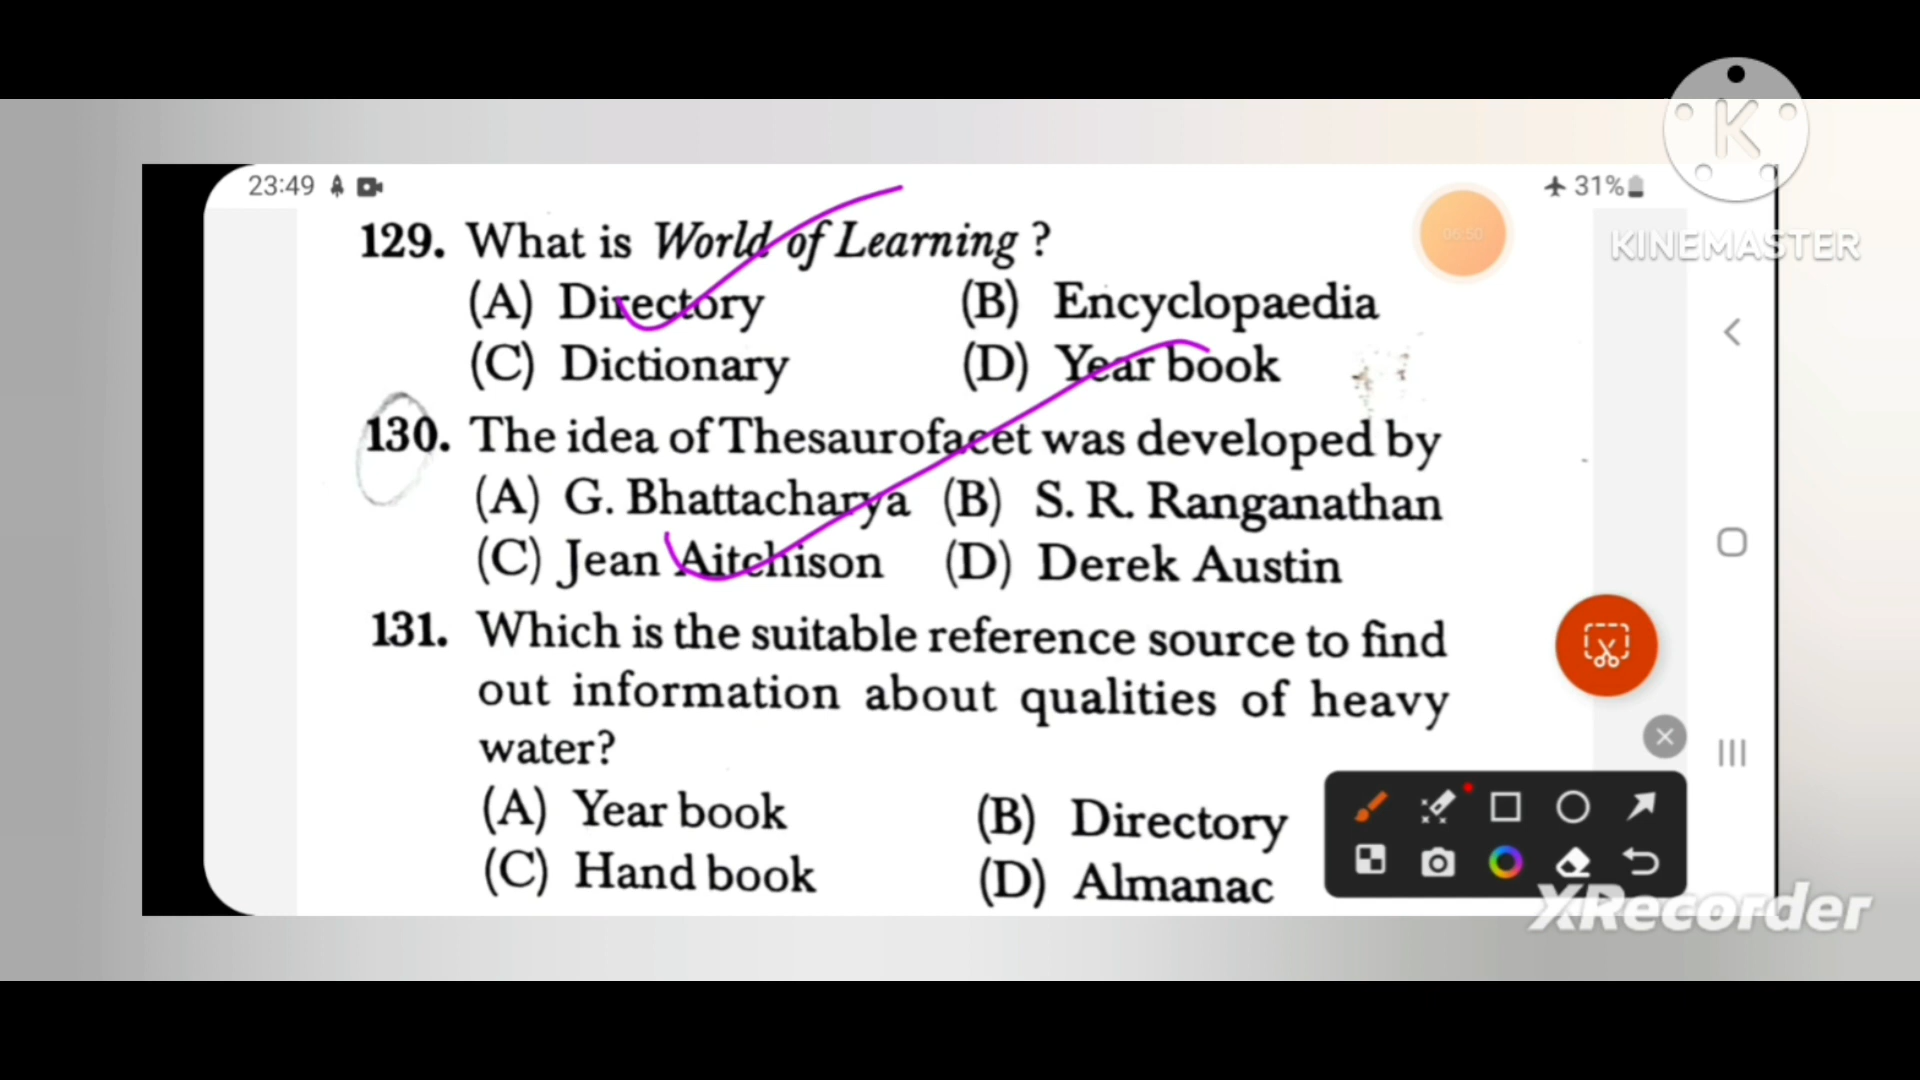 K
KINEMASTER
23:49 31%
06:50
129. What is World of Learning ?
(A) Directory (B) Encyclopaedia
(C) Dictionary (D) Year book
130. The idea of Thesaurofacet was developed by
(A) G. Bhattacharya (B) S. R. Ranganathan
(C) Jean Aitchison (D) Derek Austin
131. Which is the suitable reference source to find
out information about qualities of heavy
water?
(A) Year book (B) Directory
(C) Hand book (D) Almanac
XRecorder